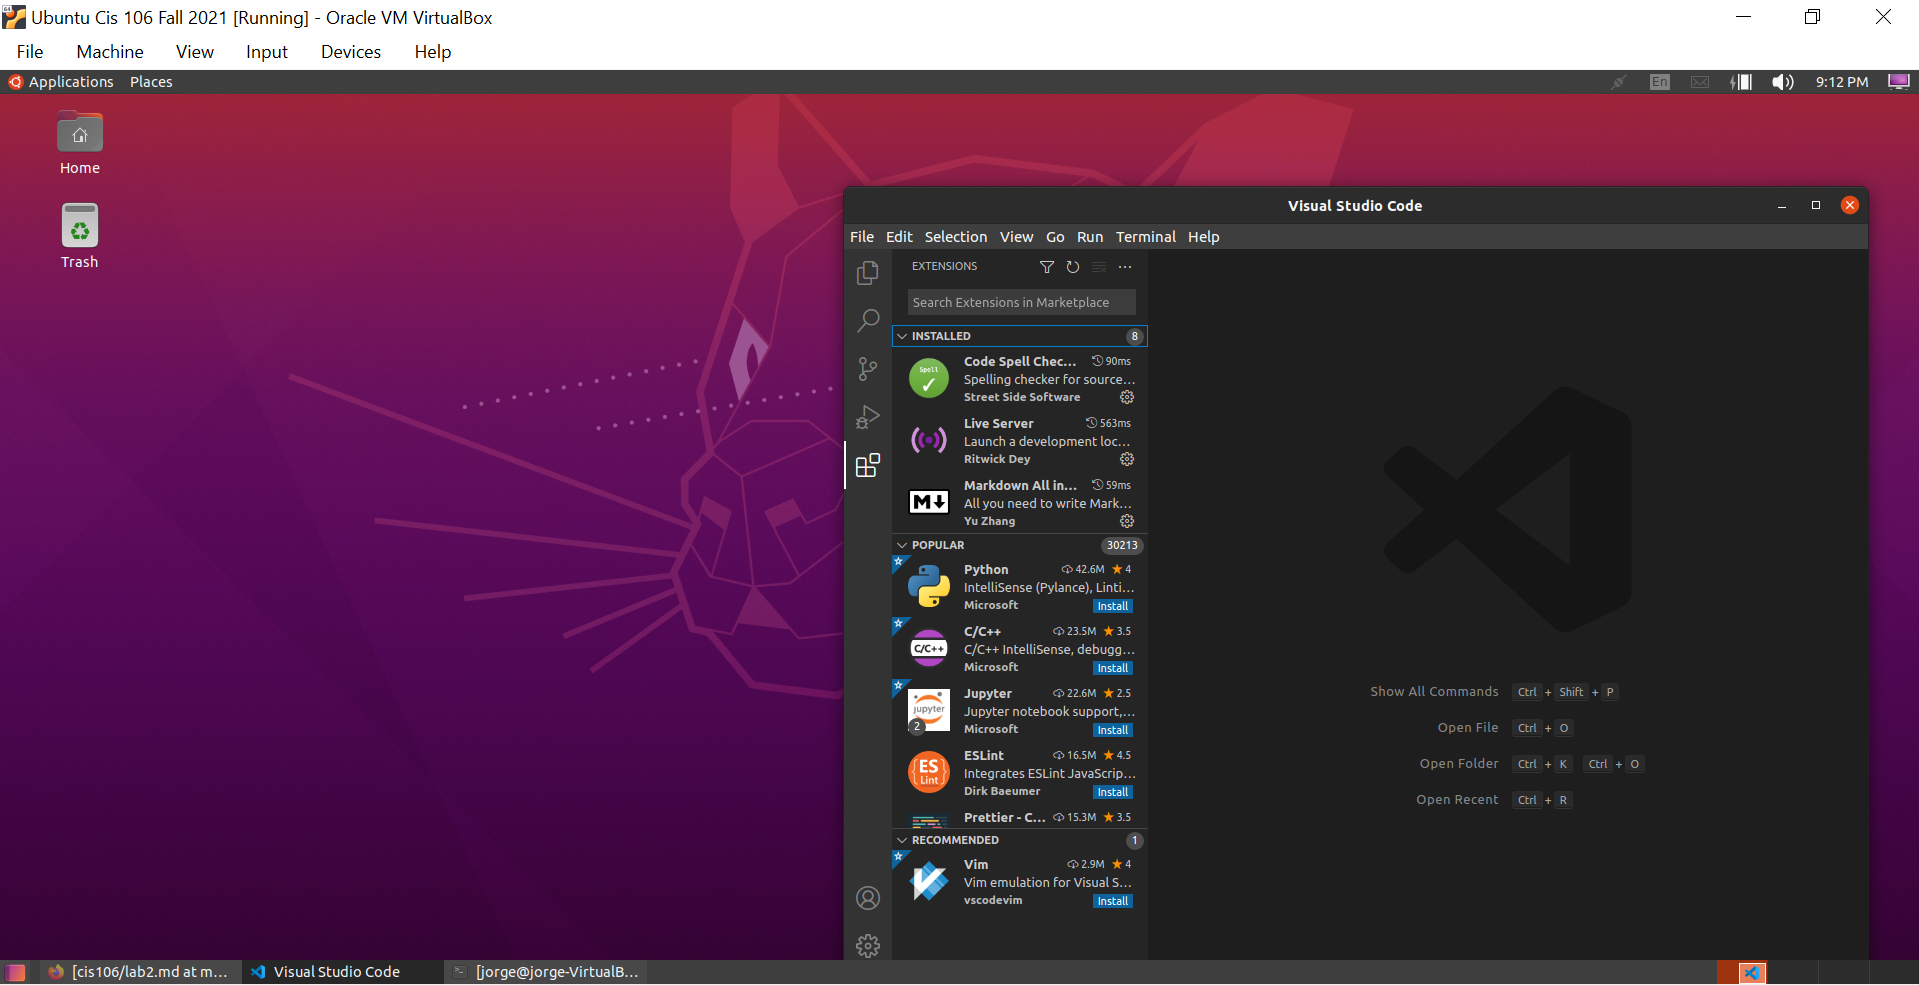 Ubuntu Cis 106 Fall 2021 [Running] - Oracle VM VirtualBox
File Machine View Input Devices Help
Applications Places En 9:12 PM
Home
Trash
Visual Studio Code
File Edit Selection View Go Run Terminal Help
EXTENSIONS
Search Extensions in Marketplace
INSTALLED 8
Spell
Code Spell Chec... 90ms
Spelling checker for source...
Street Side Software
Live Server 563ms
Launch a development loc...
Ritwick Dey
Markdown All in... 59ms
All you need to write Mark...
Yu Zhang
POPULAR 30213
Python 42.6M 4
IntelliSense (Pylance), Linti...
Microsoft Install
C/C++
C/C++ 23.5M 3.5
C/C++ IntelliSense, debugg...
Microsoft Install
jupyter
2
Jupyter 22.6M 2.5
Jupyter notebook support,...
Microsoft Install
ES
Lint
ESLint 16.5M 4.5
Integrates ESLint JavaScrip...
Dirk Baeumer Install
Prettier - C... 15.3M 3.5
RECOMMENDED 1
Vim 2.9M 4
Vim emulation for Visual S...
vscodevim Install
Show All Commands Ctrl + Shift + P
Open File Ctrl + O
Open Folder Ctrl + K Ctrl + O
Open Recent Ctrl + R
[cis106/lab2.md at m... Visual Studio Code [jorge@jorge-VirtualB...